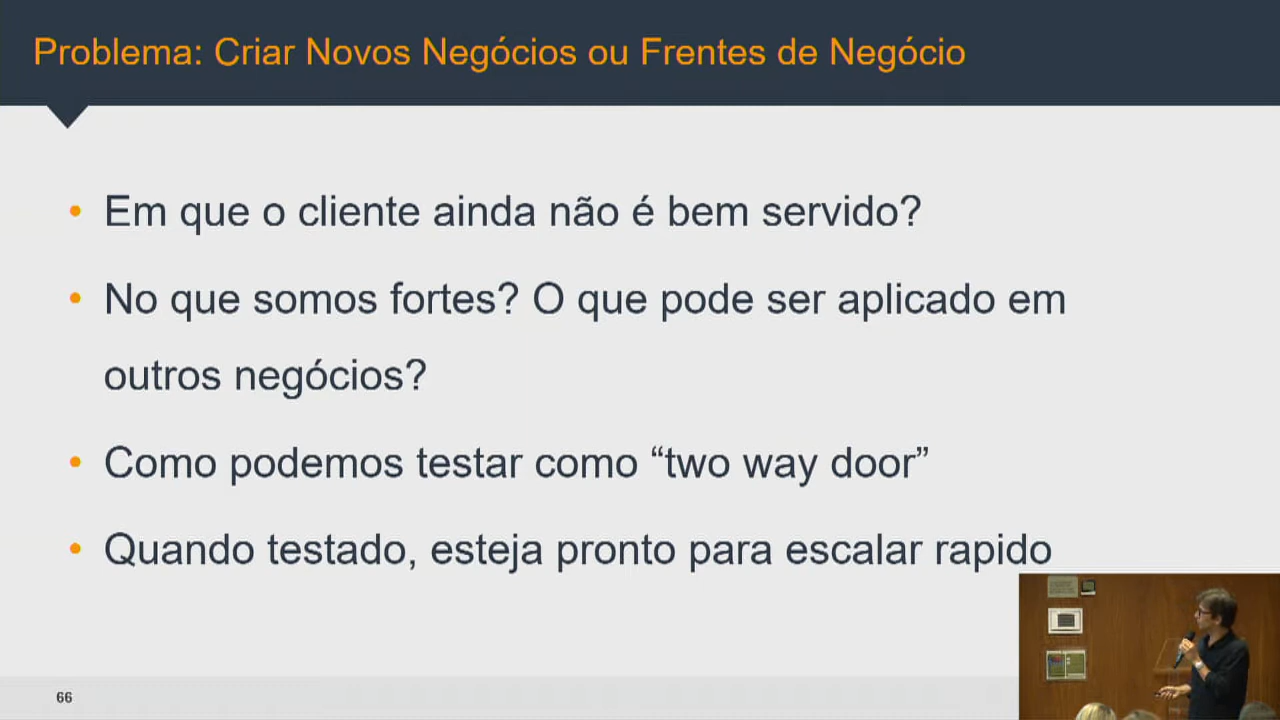 Problema: Criar Novos Negócios ou Frentes de Negócio
• Em que o cliente ainda não é bem servido?
• No que somos fortes? O que pode ser aplicado em
outros negócios?
• Como podemos testar como “two way door”
• Quando testado, esteja pronto para escalar rapido
66